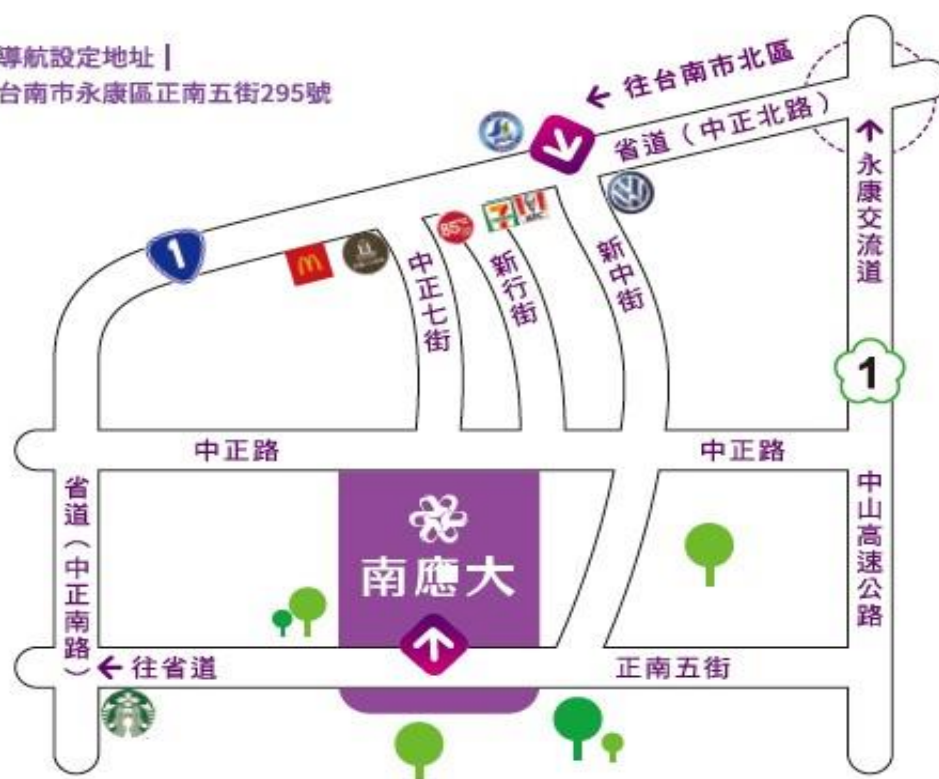 導航設定地址 |
台南市永康區正南五街295號
← 往台南市北區
省道（中正北路）
↑ 永康交流道
1
85
7
中正七街
新行街
新中街
1
中正路
中正路
省道（中正南路）
南應大
中山高速公路
← 往省道
正南五街